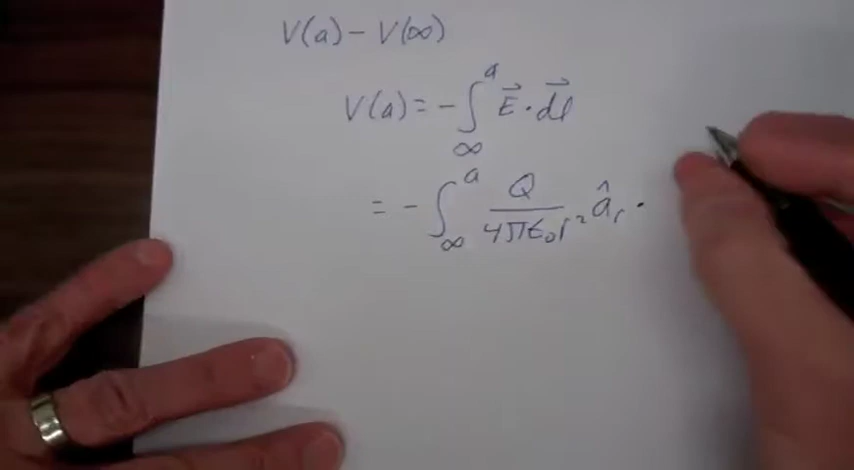 V(a) - V(∞)
V(a) = - ∫_∞^a E⃗ · dl⃗
= - ∫_∞^a Q / 4πε₀r² â_r ·